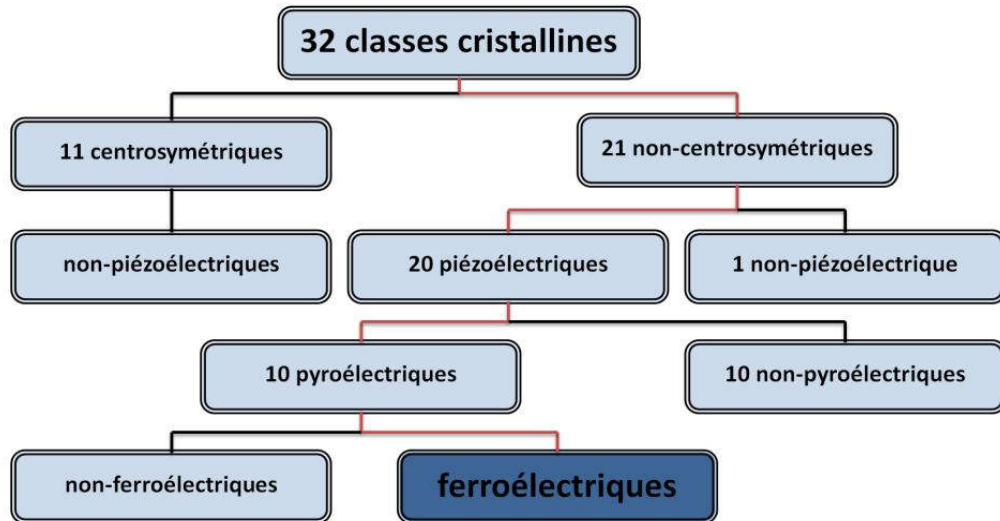 32 classes cristallines
11 centrosymétriques
21 non-centrosymétriques
non-piézoélectriques
20 piézoélectriques
1 non-piézoélectrique
10 pyroélectriques
10 non-pyroélectriques
non-ferroélectriques
ferroélectriques